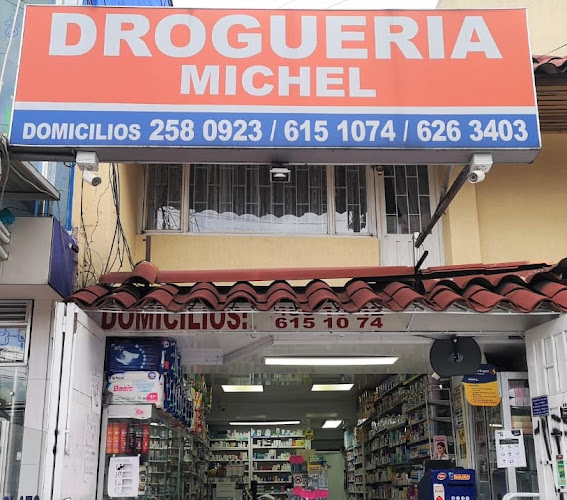 DROGUERIA
MICHEL
DOMICILIOS 258 0923 / 615 1074 / 626 3403
DOMICILIOS:
615 10 74
Basic